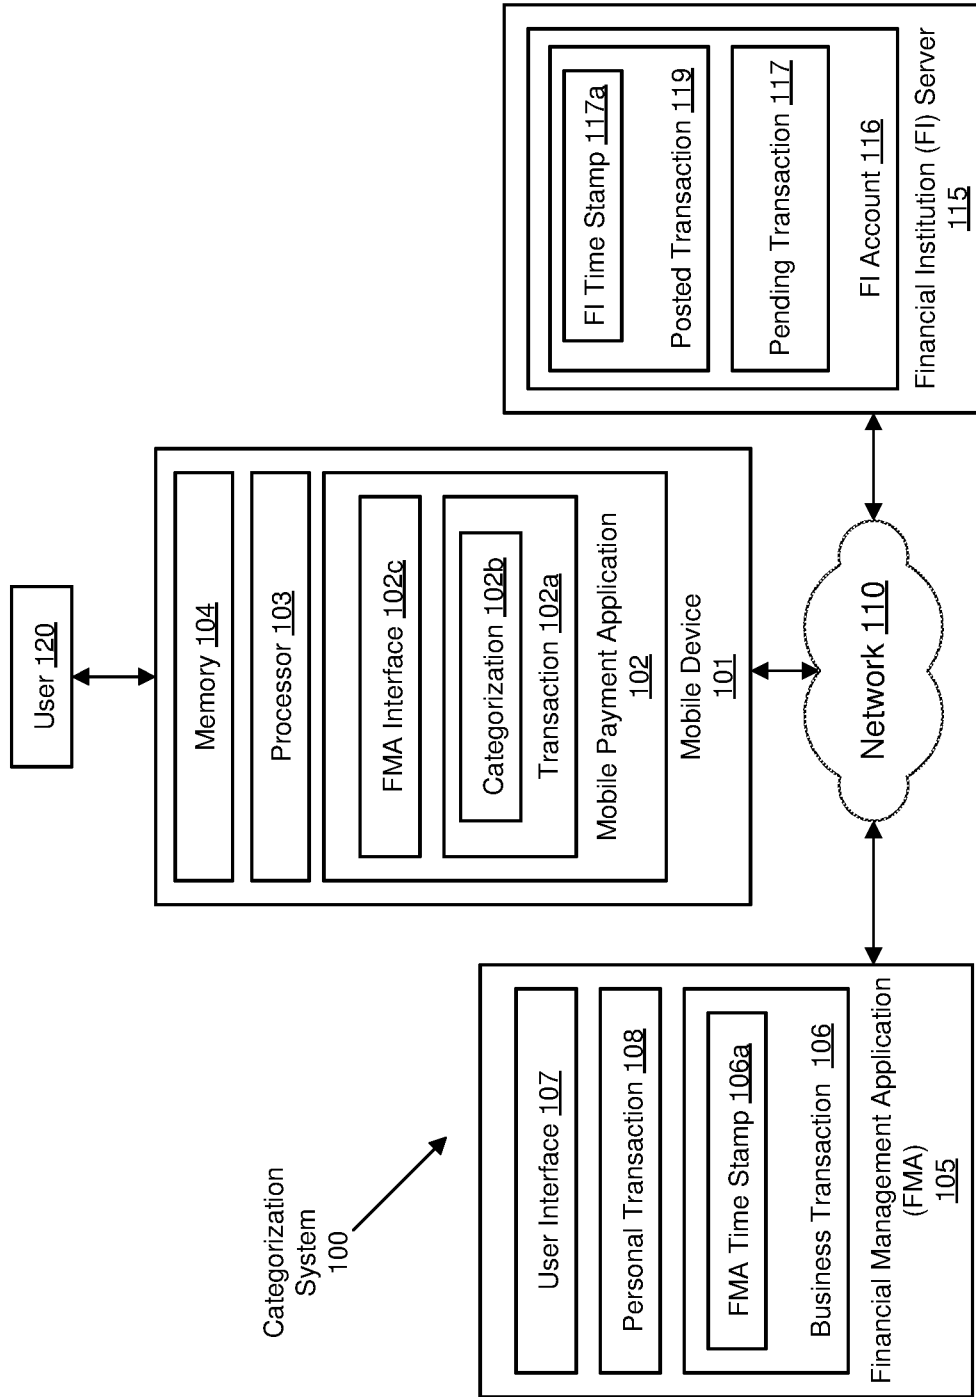 User 120
Memory 104
Processor 103
FMA Interface 102c
Categorization 102b
Transaction 102a
Mobile Payment Application
102
Mobile Device
101
Categorization
System
100
User Interface 107
Personal Transaction 108
FMA Time Stamp 106a
Business Transaction 106
Financial Management Application
(FMA)
105
Network 110
FI Time Stamp 117a
Posted Transaction 119
Pending Transaction 117
FI Account 116
Financial Institution (FI) Server
115